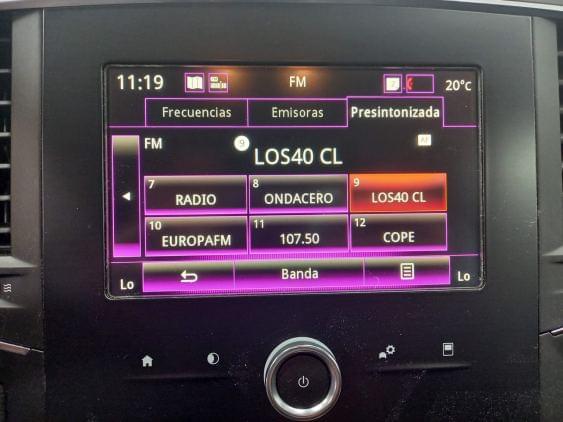 11:19 FM 20°c
Frecuencias Emisoras Presintonizada
FM 9 AF
LOS40 CL
7 RADIO 8 ONDACERO 9 LOS40 CL
10 EUROPAFM 11 107.50 12 COPE
Lo Banda Lo